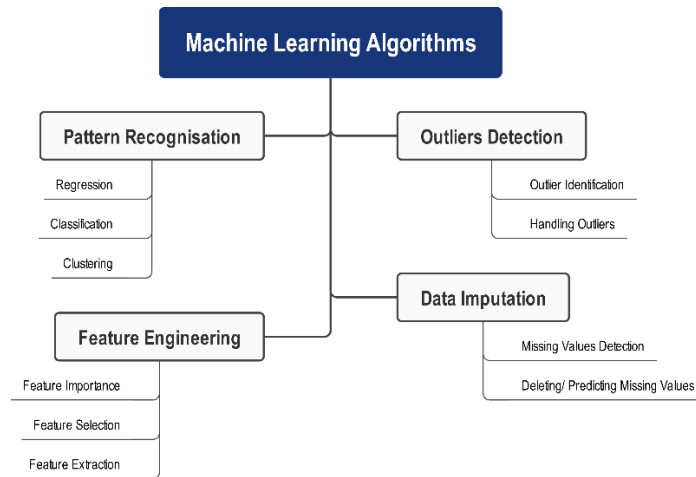 Machine Learning Algorithms
Pattern Recognisation
Regression
Classification
Clustering
Outliers Detection
Outlier Identification
Handling Outliers
Feature Engineering
Feature Importance
Feature Selection
Feature Extraction
Data Imputation
Missing Values Detection
Deleting/ Predicting Missing Values